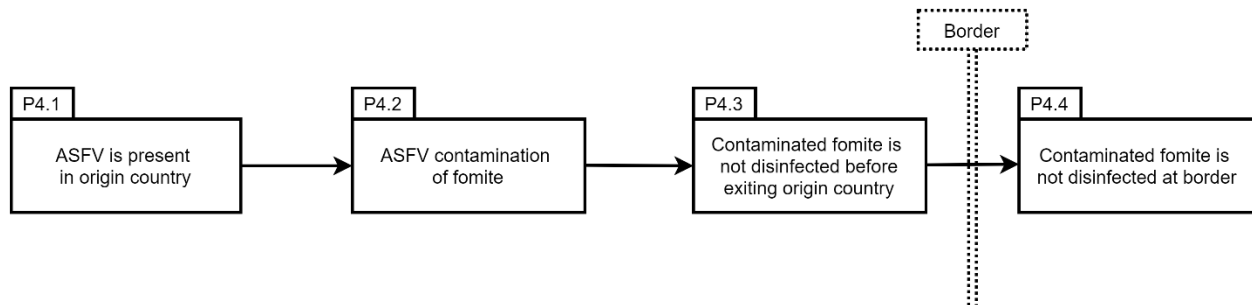 Border
P4.1
ASFV is present
in origin country
P4.2
ASFV contamination
of fomite
P4.3
Contaminated fomite is
not disinfected before
exiting origin country
P4.4
Contaminated fomite is
not disinfected at border